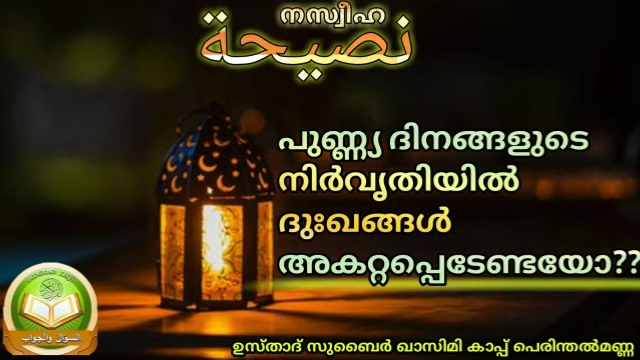 നസ്വീഹ
نصيحة
പുണ്ണ്യ ദിനങ്ങളുടെ
നിർവൃതിയിൽ
ദുഃഖങ്ങൾ
അകറ്റപ്പെടേണ്ടയോ??
السؤال والجواب
ഉസ്താദ് സുബൈർ ഖാസിമി കാപ്പ് പെരിന്തൽമണ്ണ